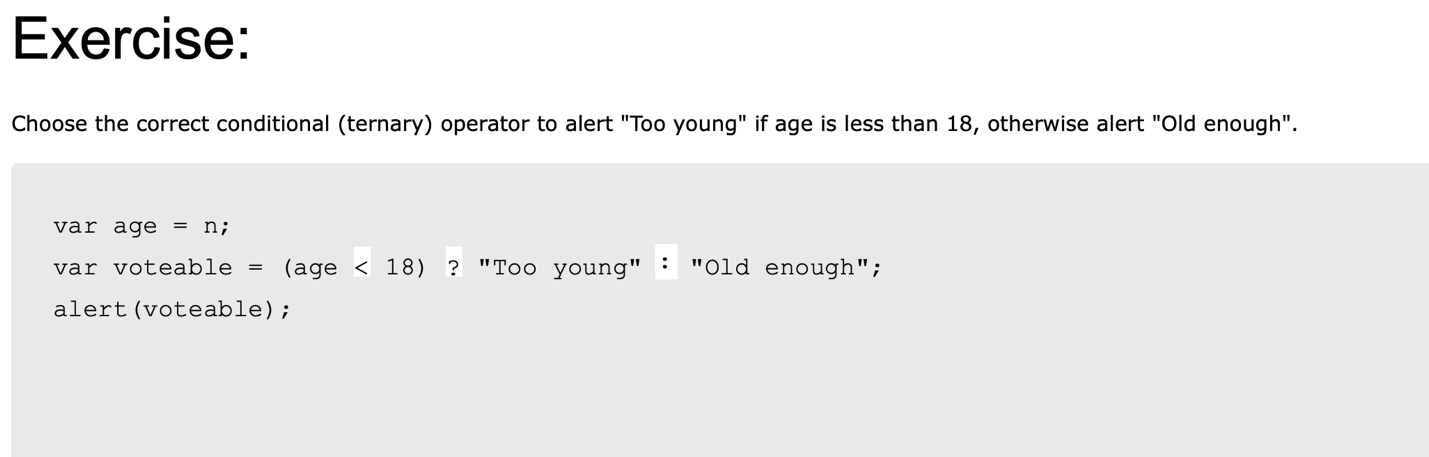 Exercise:
Choose the correct conditional (ternary) operator to alert "Too young" if age is less than 18, otherwise alert "Old enough".
var age = n;
var voteable = (age < 18) ? "Too young" : "Old enough";
alert(voteable);